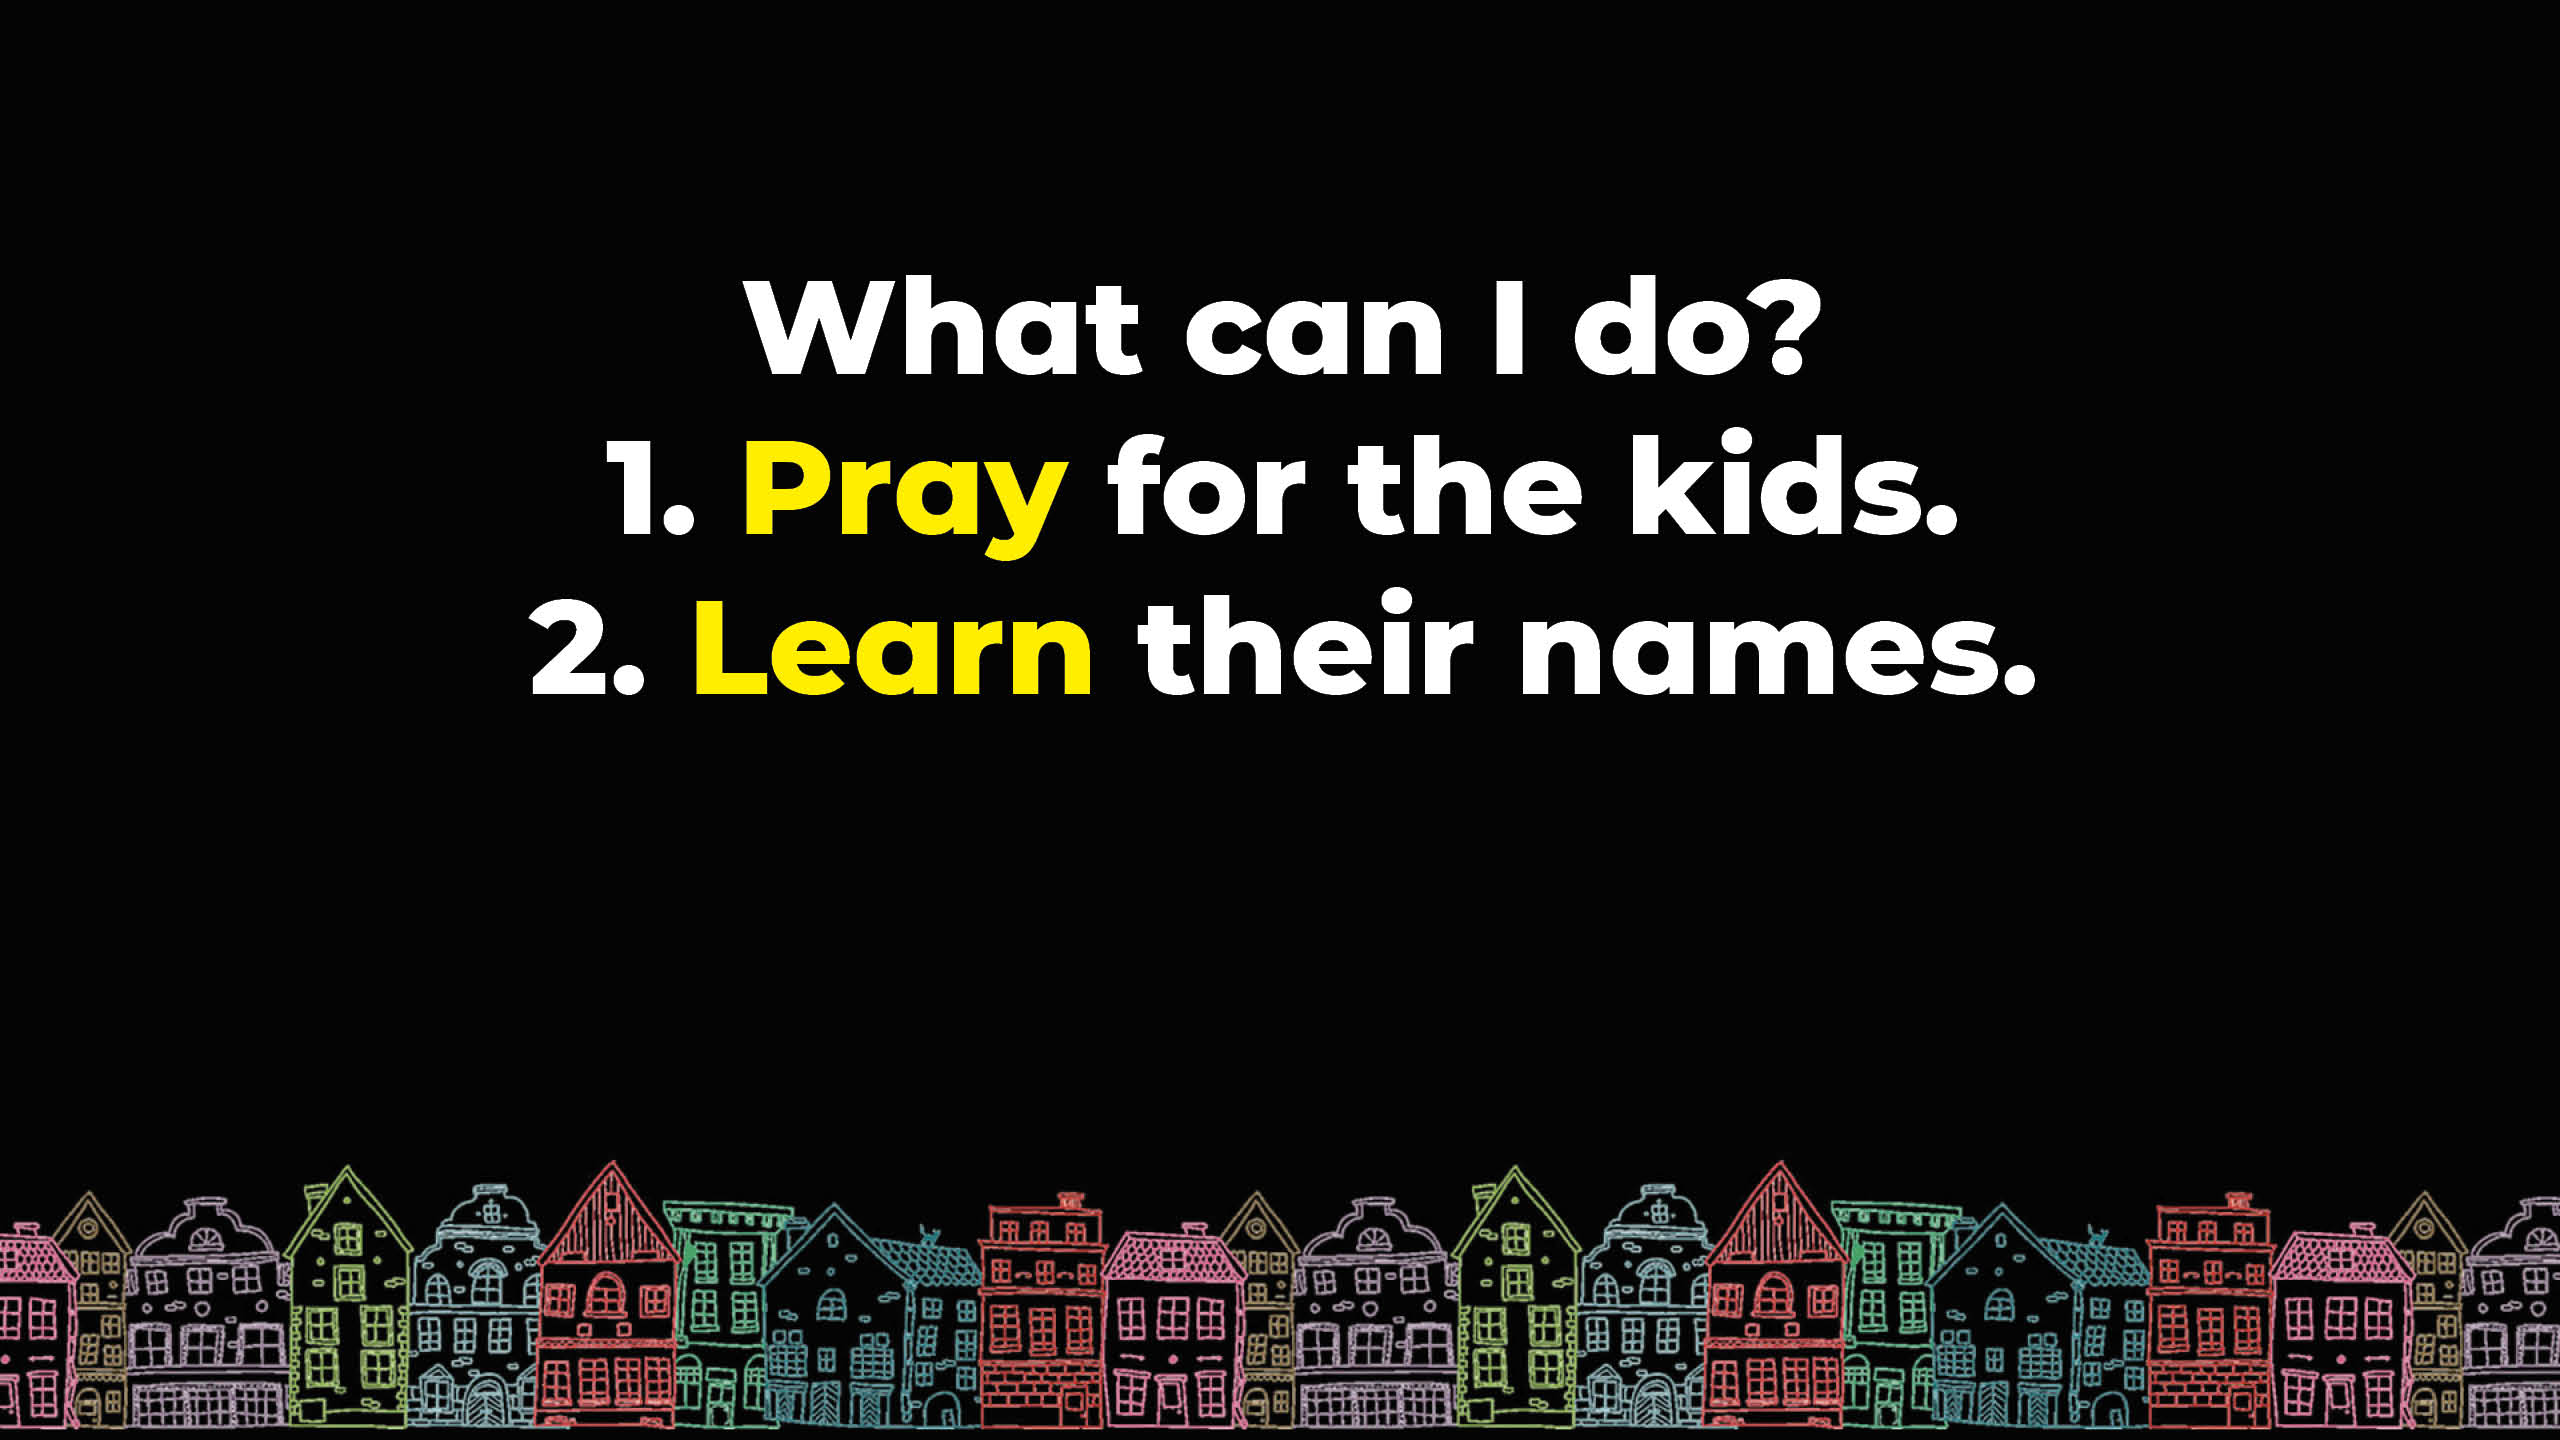 What can I do?
1. Pray for the kids.
2. Learn their names.